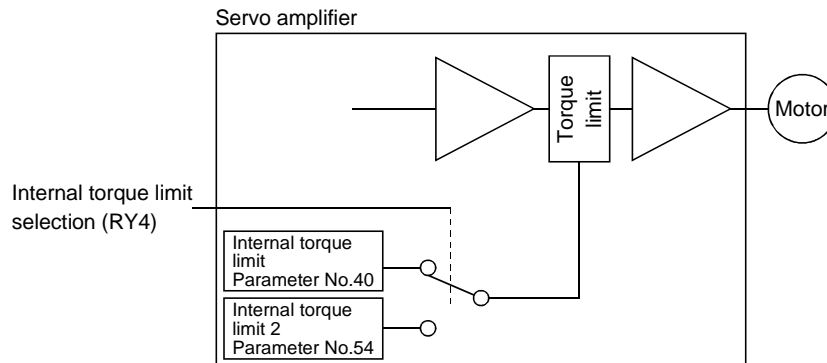 Servo amplifier
Torque
limit
Motor
Internal torque limit
selection (RY4)
Internal torque
limit
Parameter No.40
Internal torque
limit 2
Parameter No.54